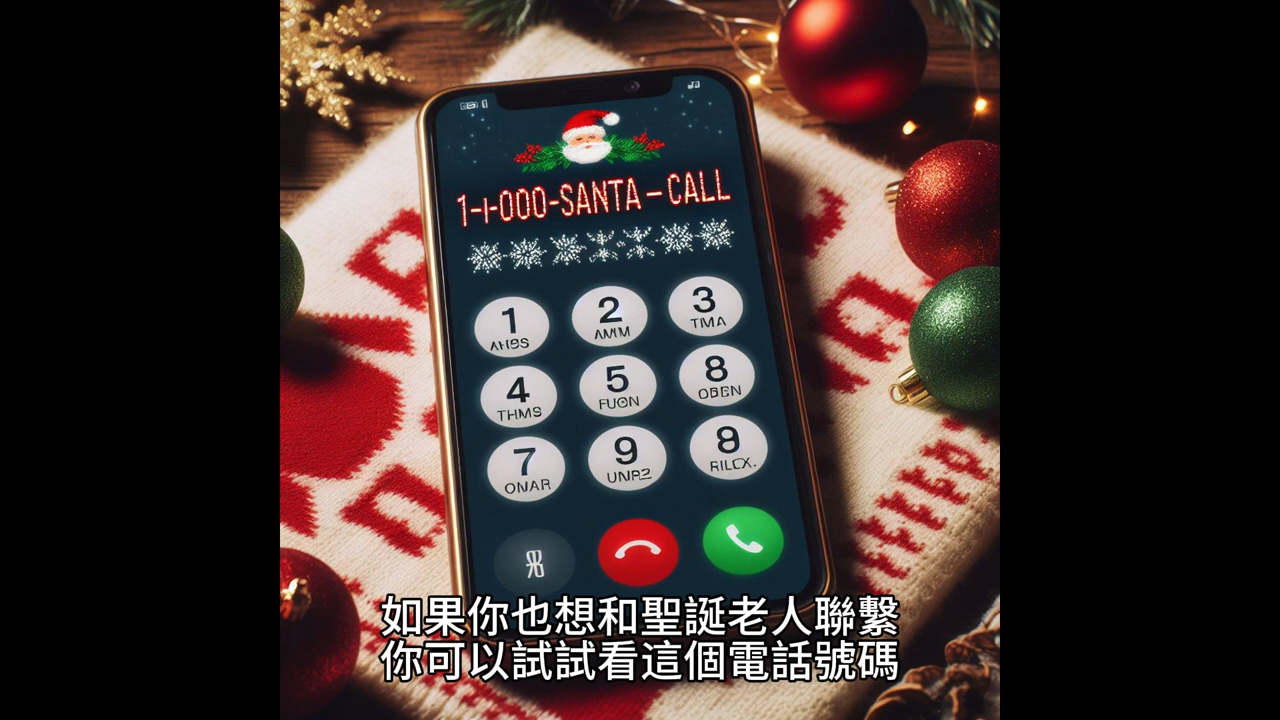 1-1-000-SANTA-CALL
1 2 3
AHBS AMM TMA
4 5 8
THMS FUON OBEN
7 9 8
ONAR UNR2 RILCX.
如果你也想和聖誕老人聯繫
你可以試試看這個電話號碼